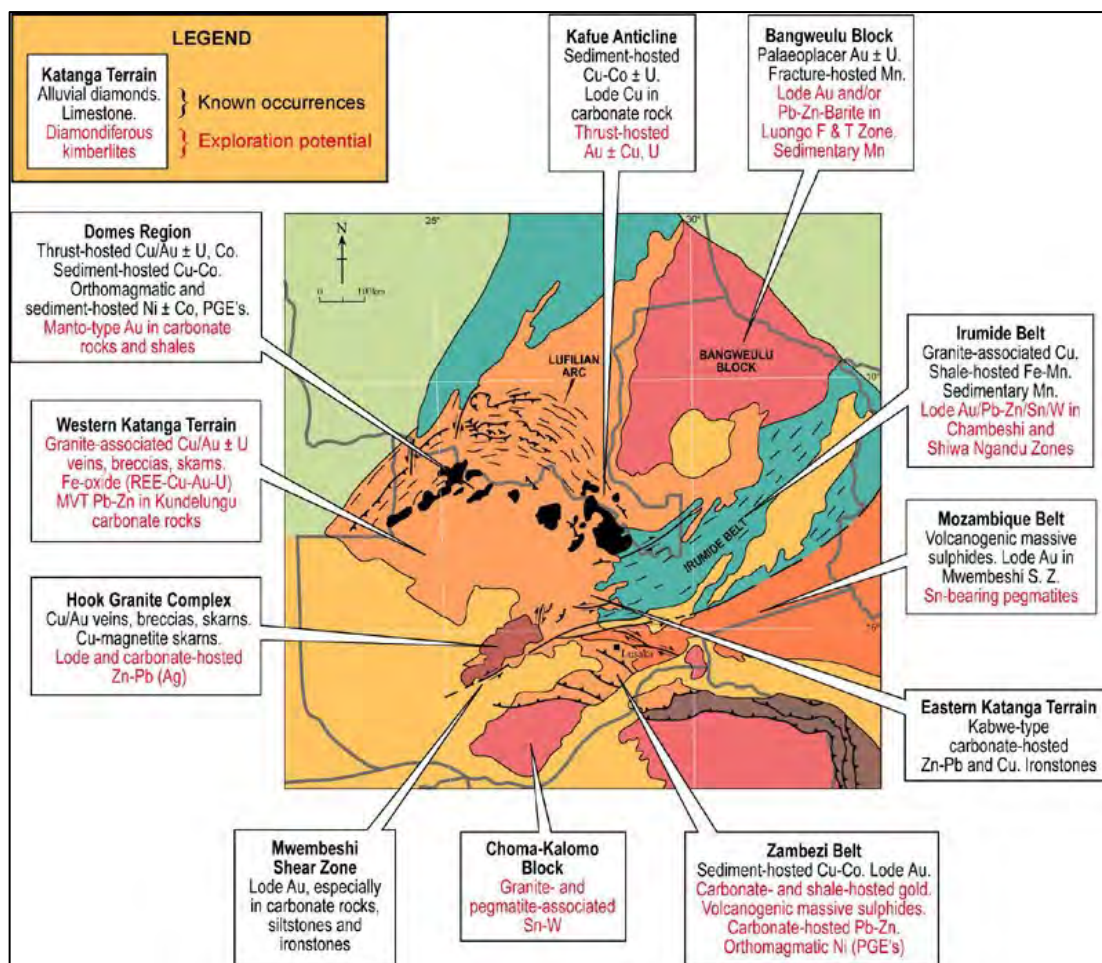 LEGEND
Katanga Terrain
Alluvial diamonds.
Limestone.
Diamondiferous
kimberlites
Known occurrences
Exploration potential
Kafue Anticline
Sediment-hosted
Cu-Co ± U.
Lode Cu in
carbonate rock
Thrust-hosted
Au ± Cu, U
Bangweulu Block
Palaeoplacer Au ± U.
Fracture-hosted Mn.
Lode Au and/or
Pb-Zn-Barite in
Luongo F & T Zone.
Sedimentary Mn
Domes Region
Thrust-hosted Cu/Au ± U, Co.
Sediment-hosted Cu-Co.
Orthomagmatic and
sediment-hosted Ni ± Co, PGE's.
Manto-type Au in carbonate
rocks and shales
Western Katanga Terrain
Granite-associated Cu/Au ± U
veins, breccias, skarns.
Fe-oxide (REE-Cu-Au-U)
MVT Pb-Zn in Kundelungu
carbonate rocks
Hook Granite Complex
Cu/Au veins, breccias, skarns.
Cu-magnetite skarns.
Lode and carbonate-hosted
Zn-Pb (Ag)
25°
30°
N
0 100km
LUFILIAN
ARC
BANGWEULU
BLOCK
10°
IRUMIDE BELT
15°
Lusaka
Irumide Belt
Granite-associated Cu.
Shale-hosted Fe-Mn.
Sedimentary Mn.
Lode Au/Pb-Zn/Sn/W in
Chambeshi and
Shiwa Ngandu Zones
Mozambique Belt
Volcanogenic massive
sulphides. Lode Au in
Mwembeshi S. Z.
Sn-bearing pegmatites
Eastern Katanga Terrain
Kabwe-type
carbonate-hosted
Zn-Pb and Cu. Ironstones
Mwembeshi
Shear Zone
Lode Au, especially
in carbonate rocks,
siltstones and
ironstones
Choma-Kalomo
Block
Granite- and
pegmatite-associated
Sn-W
Zambezi Belt
Sediment-hosted Cu-Co. Lode Au.
Carbonate- and shale-hosted gold.
Volcanogenic massive sulphides.
Carbonate-hosted Pb-Zn.
Orthomagmatic Ni (PGE's)